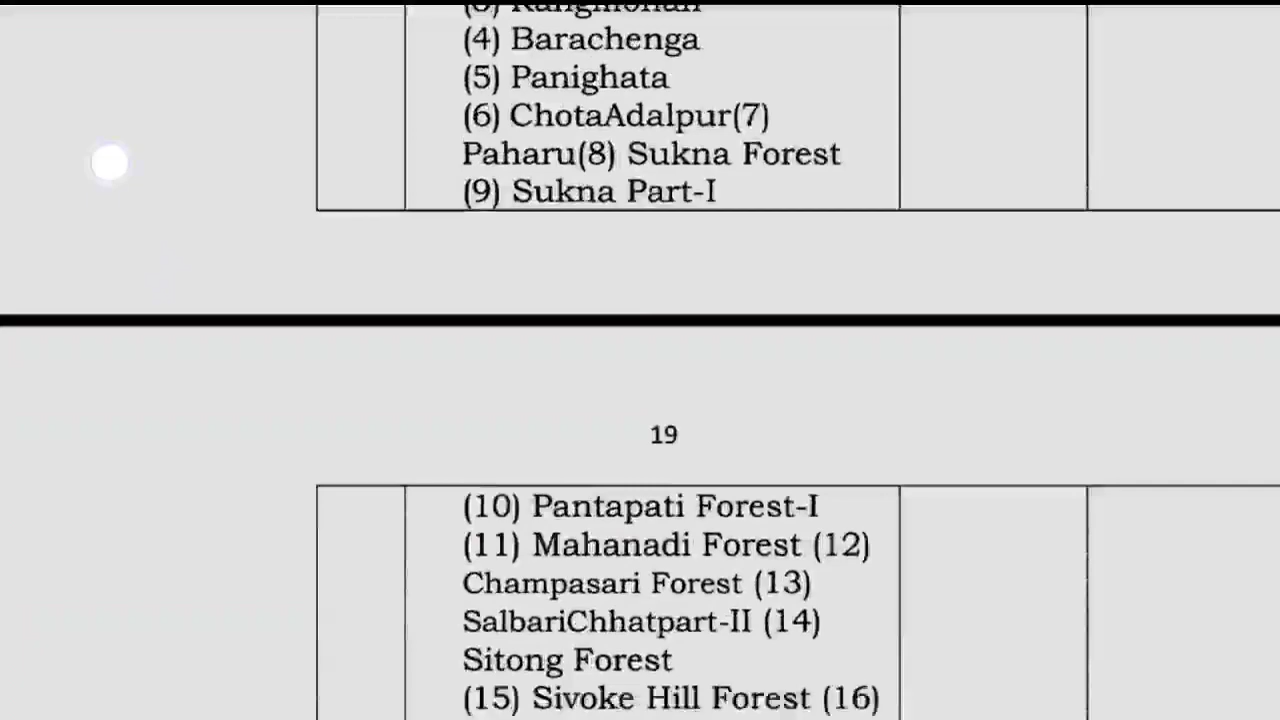 (4) Barachenga
(5) Panighata
(6) ChotaAdalpur(7)
Paharu(8) Sukna Forest
(9) Sukna Part-I
19
(10) Pantapati Forest-I
(11) Mahanadi Forest (12)
Champasari Forest (13)
SalbariChhatpart-II (14)
Sitong Forest
(15) Sivoke Hill Forest (16)